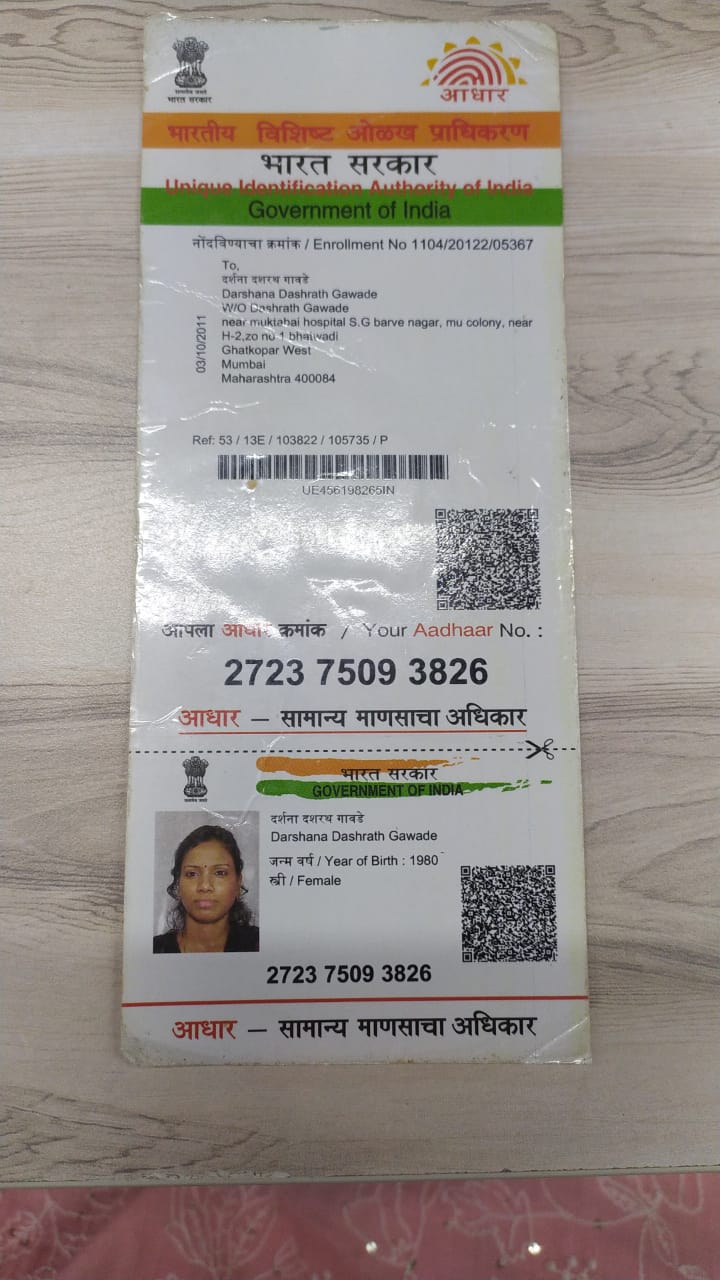 भारत सरकार
आधार
भारतीय विशिष्ट ओळख प्राधिकरण
भारत सरकार
Unique Identification Authority of India
Government of India
नोंदविण्याचा क्रमांक / Enrollment No 1104/20122/05367
To,
दर्शना दशरथ गावडे
Darshana Dashrath Gawade
W/O Dashrath Gawade
near muktabai hospital S.G barve nagar, mu colony, near
H-2,zo no 1 bhatwadi
Ghatkopar West
Mumbai
Maharashtra 400084
03/10/2011
Ref: 53 / 13E / 103822 / 105735 / P
UE456198265IN
आपला आधार क्रमांक / Your Aadhaar No. :
2723 7509 3826
आधार — सामान्य माणसाचा अधिकार
भारत सरकार
GOVERNMENT OF INDIA
दर्शना दशरथ गावडे
Darshana Dashrath Gawade
जन्म वर्ष / Year of Birth : 1980
स्त्री / Female
2723 7509 3826
आधार — सामान्य माणसाचा अधिकार